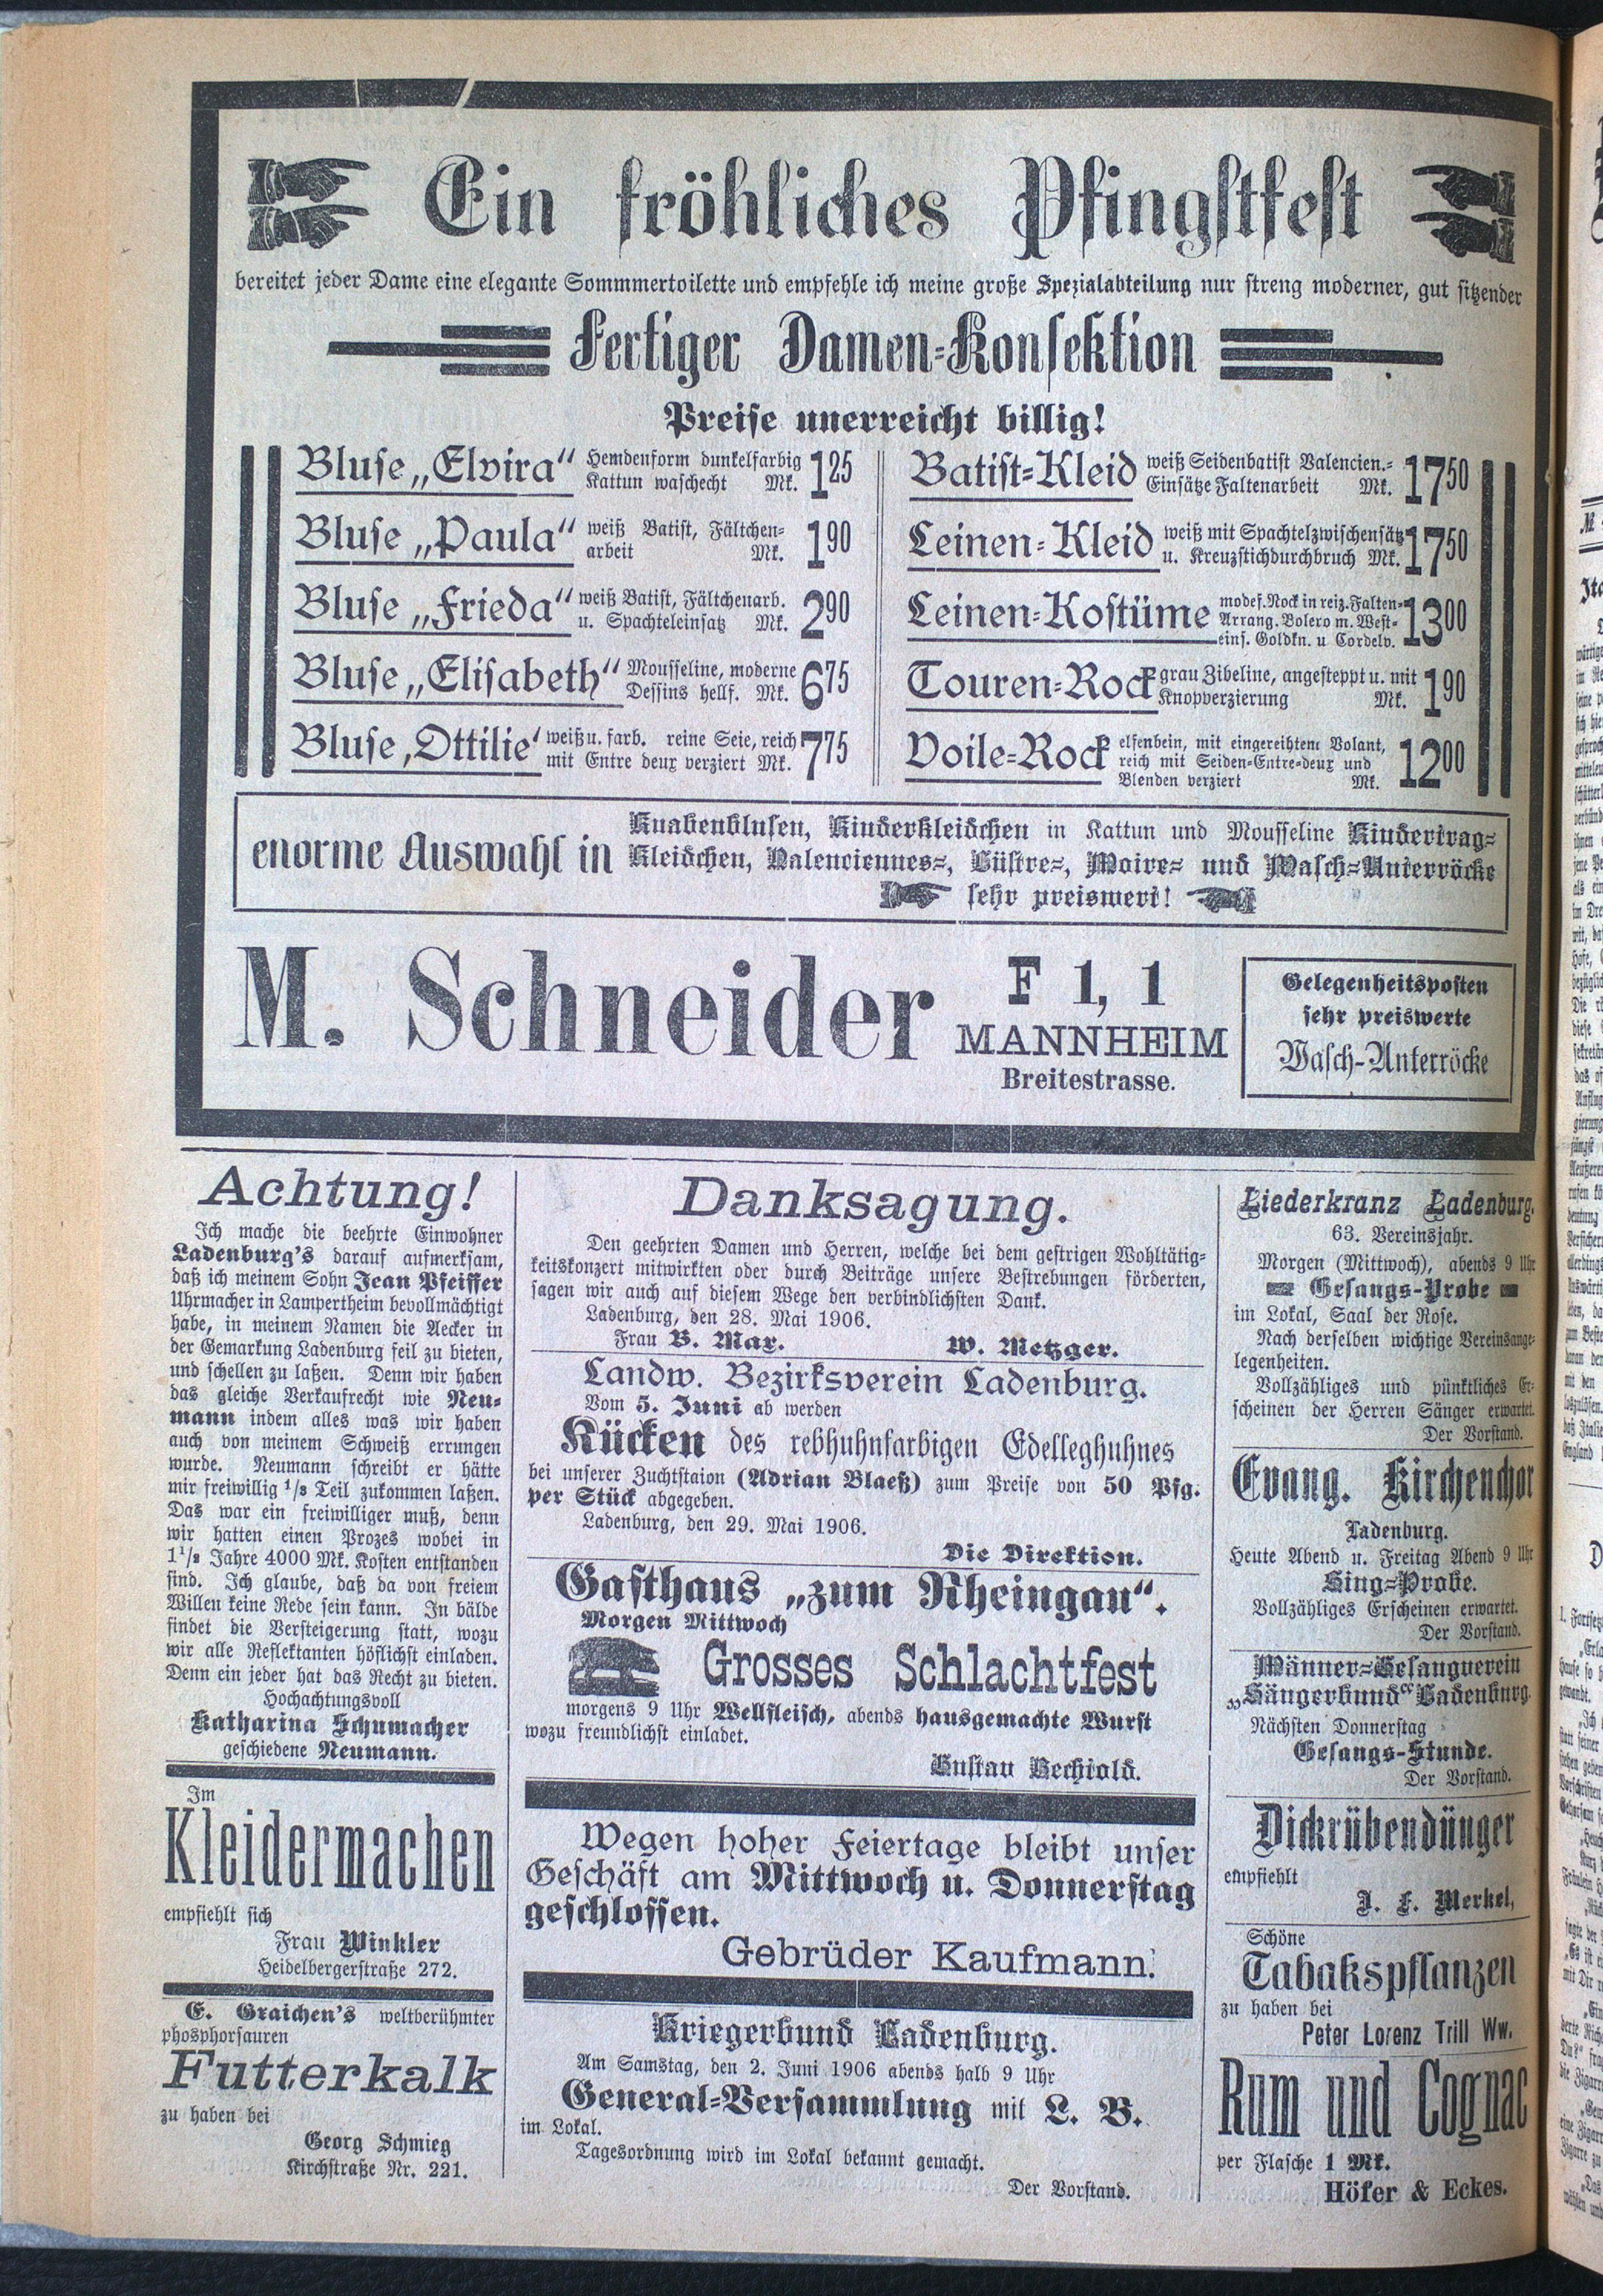 Ein fröhliches Pfingstfest
bereitet jeder Dame eine elegante Sommmertoilette und empfehle ich meine große Spezialabteilung nur streng moderner, gut sitzender
Fertiger Damen-Konfektion
Preise unerreicht billig!
Bluse „Elvira“ Hemdenform dunkelfarbig
Kattun waschecht Mk. 1 25
Bluse „Paula“ weiß Batist, Fältchen-
arbeit Mk. 1 90
Bluse „Frieda“ weiß Batist, Fältchenarb.
u. Spachteleinsatz Mk. 2 90
Bluse „Elisabeth“ Mousseline, moderne
Dessins hellf. Mk. 6 75
Bluse ‚Ottilie‘ weiß u. farb. reine Seie, reich
mit Entre deux verziert Mk. 7 75
Batist-Kleid weiß Seidenbatist Valencien.-
Einsätze Faltenarbeit Mk. 17 50
Leinen-Kleid weiß mit Spachtelzwischensätz
u. Kreuzstichdurchbruch Mk. 17 50
Leinen-Kostüme modef. Rock in reiz. Falten-
Arrang. Bolero m. West-
eins. Goldkn. u Cordelv. 13 00
Touren-Rock grau Zibeline, angesteppt u. mit
Knopverzierung Mk. 1 90
Voile-Rock elfenbein, mit eingereihtem Volant,
reich mit Seiden-Entre-deux und
Blenden verziert Mk. 12 00
enorme Auswahl in
Knabenblusen, Kinderkleidchen in Kattun und Mousseline Kindertrag-
Kleidchen, Valenciennes-, Lüstre-, Moire- und Wasch-Unterröcke
sehr preiswert!
M. Schneider
F 1, 1
MANNHEIM
Breitestrasse.
Gelegenheitsposten
sehr preiswerte
Wasch-Unterröcke
Achtung!
Ich mache die beehrte Einwohner
Ladenburg's darauf aufmerksam,
daß ich meinem Sohn Jean Pfeiffer
Uhrmacher in Lampertheim bevollmächtigt
habe, in meinem Namen die Aecker in
der Gemarkung Ladenburg feil zu bieten,
und schellen zu laßen. Denn wir haben
das gleiche Verkaufrecht wie Neu-
mann indem alles was wir haben
auch von meinem Schweiß errungen
wurde. Neumann schreibt er hätte
mir freiwillig 1/3 Teil zukommen laßen.
Das war ein freiwilliger muß, denn
wir hatten einen Prozes wobei in
1 1/2 Jahre 4000 Mk. Kosten entstanden
sind. Ich glaube, daß da von freiem
Willen keine Rede sein kann. In bälde
findet die Versteigerung statt, wozu
wir alle Reflektanten höflichst einladen.
Denn ein jeder hat das Recht zu bieten.
Hochachtungsvoll
Katharina Schumacher
geschiedene Neumann.
Im
Kleidermachen
empfiehlt sich
Frau Winkler
Heidelbergerstraße 272.
E. Graichen's weltberühmter
phosphorsauren
Futterkalk
zu haben bei
Georg Schmieg
Kirchstraße Nr. 221.
Danksagung.
Den geehrten Damen und Herren, welche bei dem gestrigen Wohltätig-
keitskonzert mitwirkten oder durch Beiträge unsere Bestrebungen förderten,
sagen wir auch auf diesem Wege den verbindlichsten Dank.
Ladenburg, den 28. Mai 1906.
Frau B. Max. W. Metzger.
Landw. Bezirksverein Ladenburg.
Vom 5. Juni ab werden
Kücken des rebhuhnfarbigen Edelleghuhnes
bei unserer Zuchtstaion (Adrian Blaeß) zum Preise von 50 Pfg.
per Stück abgegeben.
Ladenburg, den 29. Mai 1906.
Die Direktion.
Gasthaus „zum Rheingau“.
Morgen Mittwoch
Grosses Schlachtfest
morgens 9 Uhr Wellfleisch, abends hausgemachte Wurst
wozu freundlichst einladet.
Gustav Bechtold.
Wegen hoher Feiertage bleibt unser
Geschäft am Mittwoch u. Donnerstag
geschlossen.
Gebrüder Kaufmann.
Kriegerbund Ladenburg.
Am Samstag, den 2. Juni 1906 abends halb 9 Uhr
General-Versammlung mit L. B.
im Lokal.
Tagesordnung wird im Lokal bekannt gemacht.
Der Vorstand.
Liederkranz Ladenburg.
63. Vereinsjahr.
Morgen (Mittwoch), abends 9 Uhr
Gesangs-Probe
im Lokal, Saal der Rose.
Nach derselben wichtige Vereinsange-
legenheiten.
Vollzähliges und pünktliches Er-
scheinen der Herren Sänger erwartet.
Der Vorstand.
Evang. Kirchenchor
Ladenburg.
Heute Abend u. Freitag Abend 9 Uhr
Sing-Probe.
Vollzähliges Erscheinen erwartet.
Der Vorstand.
Männer-Gesangverein
„Sängerbund“ Ladenburg.
Nächsten Donnerstag
Gesangs-Stunde.
Der Vorstand.
Dickrübendünger
empfiehlt
J. F. Merkel,
Schöne
Tabakspflanzen
zu haben bei
Peter Lorenz Trill Ww.
Rum und Cognac
per Flasche 1 Mk.
Höfer & Eckes.